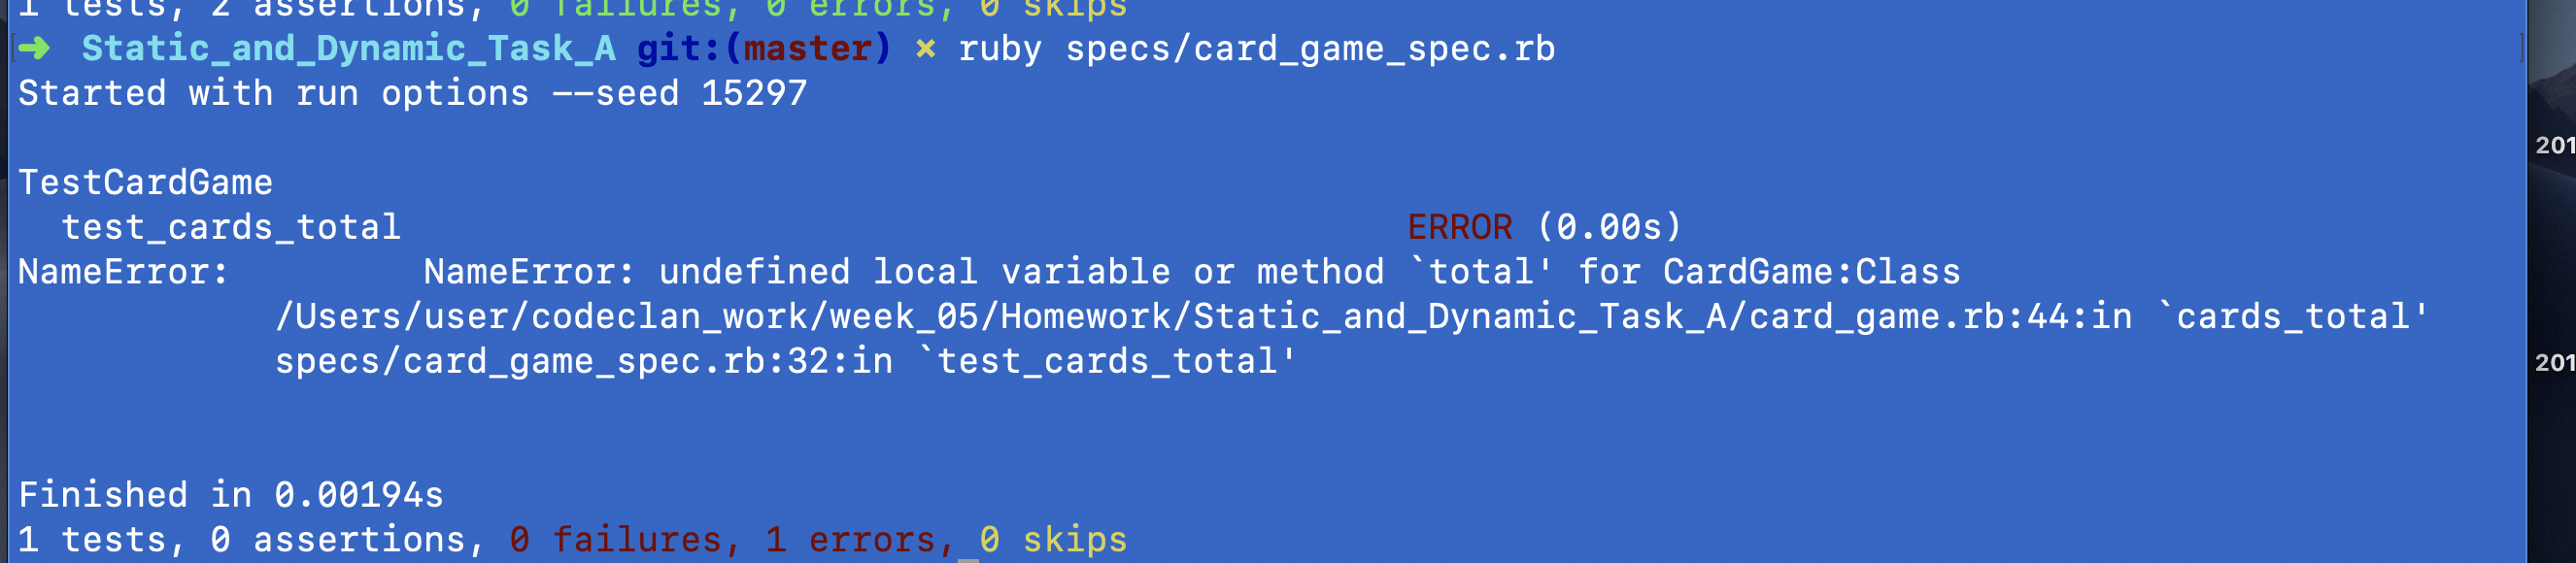 1 tests, 2 assertions, 0 failures, 0 errors, 0 skips
➜ Static_and_Dynamic_Task_A git:(master) ✗ ruby specs/card_game_spec.rb
Started with run options --seed 15297
TestCardGame
test_cards_total ERROR (0.00s)
NameError: NameError: undefined local variable or method `total' for CardGame:Class
/Users/user/codeclan_work/week_05/Homework/Static_and_Dynamic_Task_A/card_game.rb:44:in `cards_total'
specs/card_game_spec.rb:32:in `test_cards_total'
Finished in 0.00194s
1 tests, 0 assertions, 0 failures, 1 errors, 0 skips
201
201